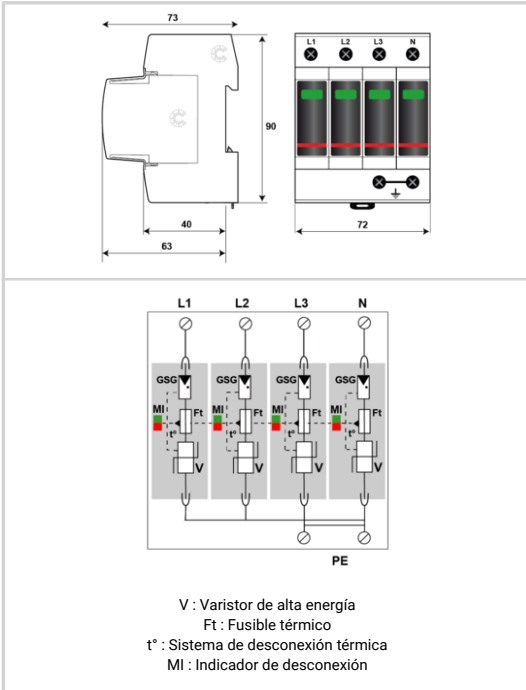 73
L1 L2 L3 N
90
40
63
72
L1 L2 L3 N
GSG GSG GSG GSG
MI MI MI MI
Ft Ft Ft Ft
t° t° t° t°
V V V V
PE
V : Varistor de alta energía
Ft : Fusible térmico
t° : Sistema de desconexión térmica
MI : Indicador de desconexión